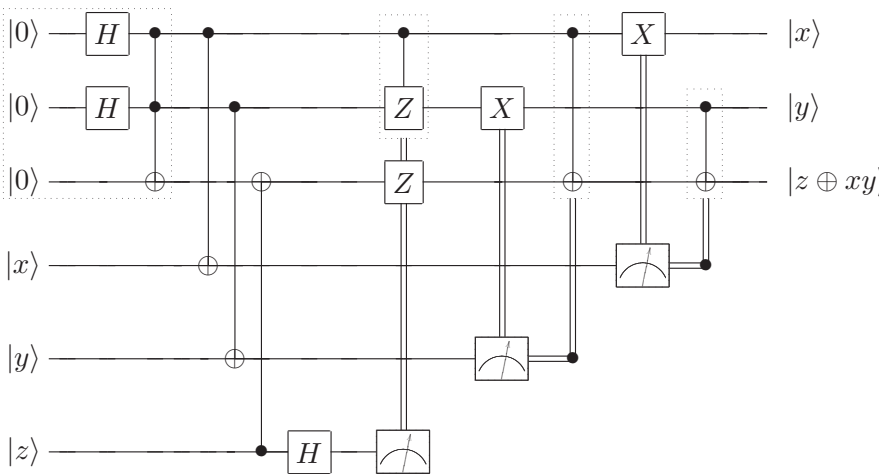 |0⟩ H X |x⟩
|0⟩ H Z X |y⟩
|0⟩ Z |z ⊕ xy⟩
|x⟩
|y⟩
|z⟩ H